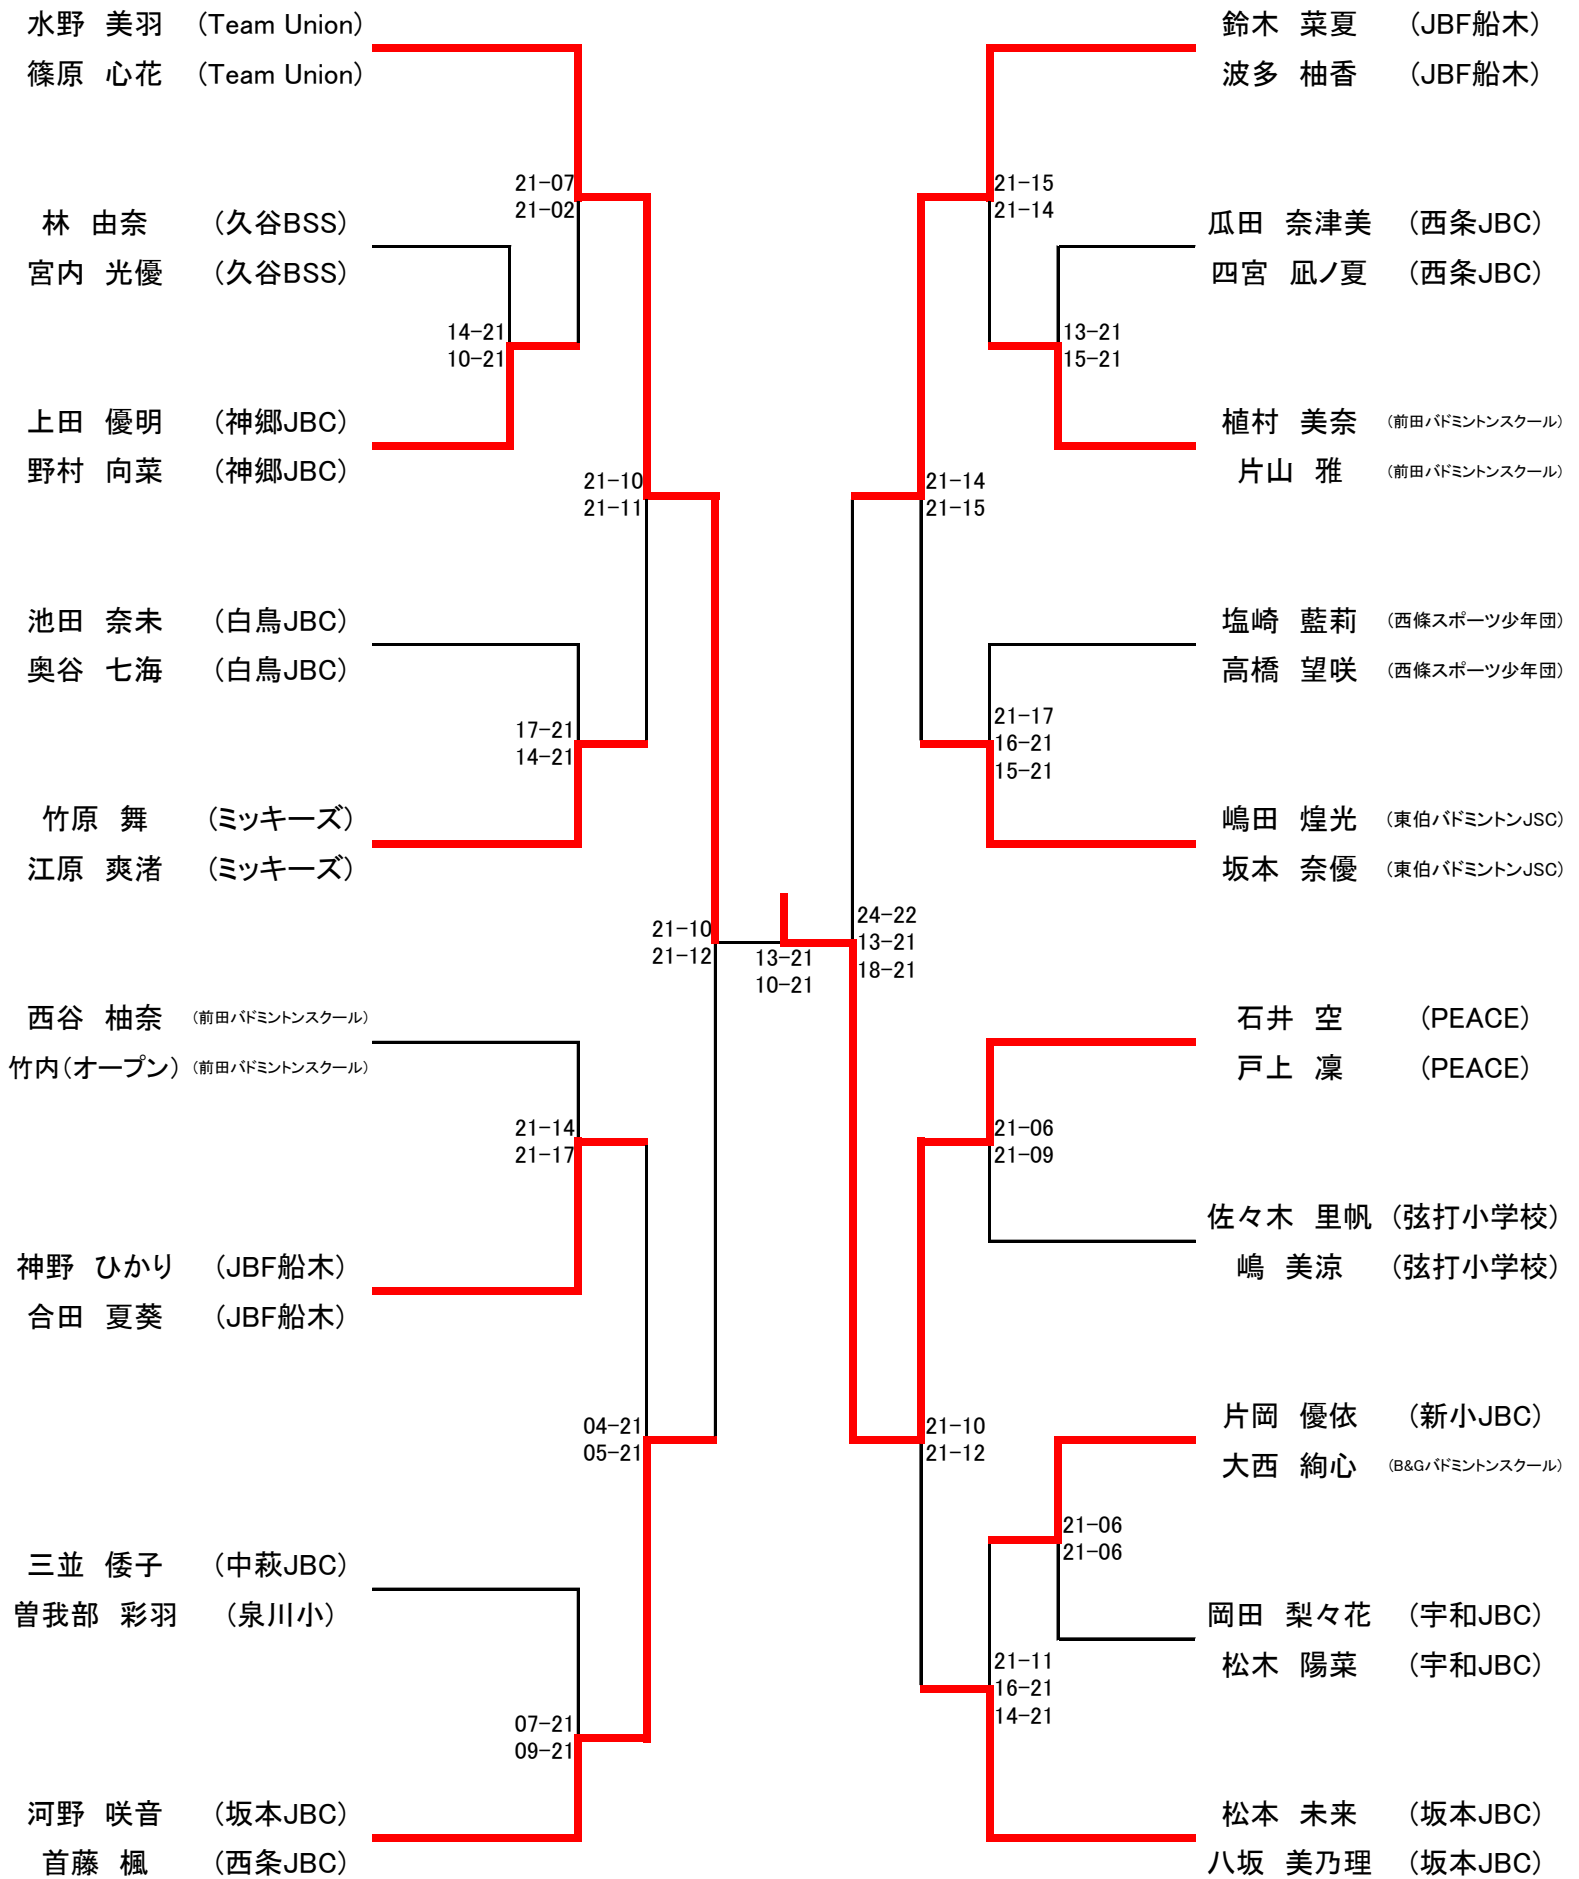 水野 美羽 (Team Union)
篠原 心花 (Team Union)
21-07
21-02
林 由奈 (久谷BSS)
宮内 光優 (久谷BSS)
14-21
10-21
上田 優明 (神郷JBC)
野村 向菜 (神郷JBC)
21-10
21-11
池田 奈未 (白鳥JBC)
奥谷 七海 (白鳥JBC)
17-21
14-21
竹原 舞 (ミッキーズ)
江原 爽渚 (ミッキーズ)
21-10
21-12
西谷 柚奈 (前田バドミントンスクール)
竹内(オープン) (前田バドミントンスクール)
21-14
21-17
神野 ひかり (JBF船木)
合田 夏葵 (JBF船木)
04-21
05-21
三並 倭子 (中萩JBC)
曽我部 彩羽 (泉川小)
07-21
09-21
河野 咲音 (坂本JBC)
首藤 楓 (西条JBC)
13-21
10-21
鈴木 菜夏 (JBF船木)
波多 柚香 (JBF船木)
21-15
21-14
瓜田 奈津美 (西条JBC)
四宮 凪ノ夏 (西条JBC)
13-21
15-21
植村 美奈 (前田バドミントンスクール)
片山 雅 (前田バドミントンスクール)
21-14
21-15
塩崎 藍莉 (西條スポーツ少年団)
高橋 望咲 (西條スポーツ少年団)
21-17
16-21
15-21
嶋田 煌光 (東伯バドミントンJSC)
坂本 奈優 (東伯バドミントンJSC)
24-22
13-21
18-21
石井 空 (PEACE)
戸上 凜 (PEACE)
21-06
21-09
佐々木 里帆 (弦打小学校)
嶋 美涼 (弦打小学校)
21-10
21-12
片岡 優依 (新小JBC)
大西 絢心 (B&Gバドミントンスクール)
21-06
21-06
岡田 梨々花 (宇和JBC)
松木 陽菜 (宇和JBC)
21-11
16-21
14-21
松本 未来 (坂本JBC)
八坂 美乃理 (坂本JBC)